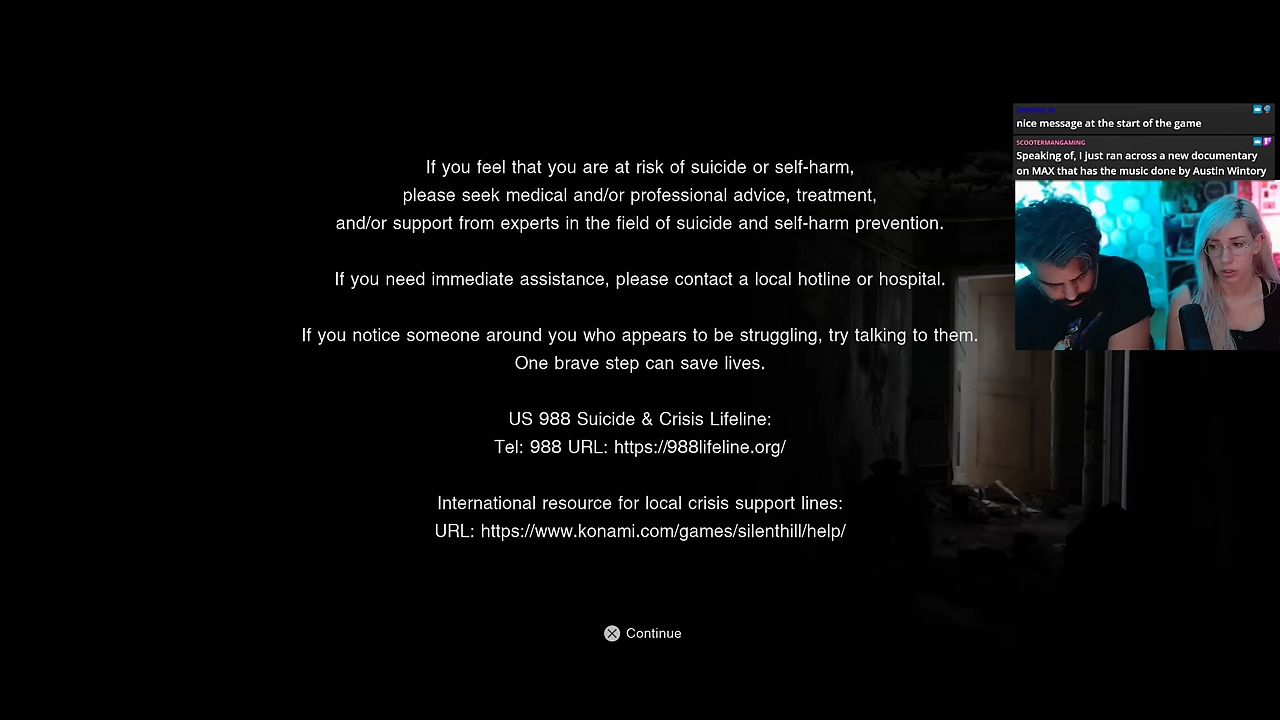 If you feel that you are at risk of suicide or self-harm,
please seek medical and/or professional advice, treatment,
and/or support from experts in the field of suicide and self-harm prevention.
If you need immediate assistance, please contact a local hotline or hospital.
If you notice someone around you who appears to be struggling, try talking to them.
One brave step can save lives.
US 988 Suicide & Crisis Lifeline:
Tel: 988 URL: https://988lifeline.org/
International resource for local crisis support lines:
URL: https://www.konami.com/games/silenthill/help/
Continue
nice message at the start of the game
SCOOTERMANGAMING
Speaking of, I just ran across a new documentary
on MAX that has the music done by Austin Wintory